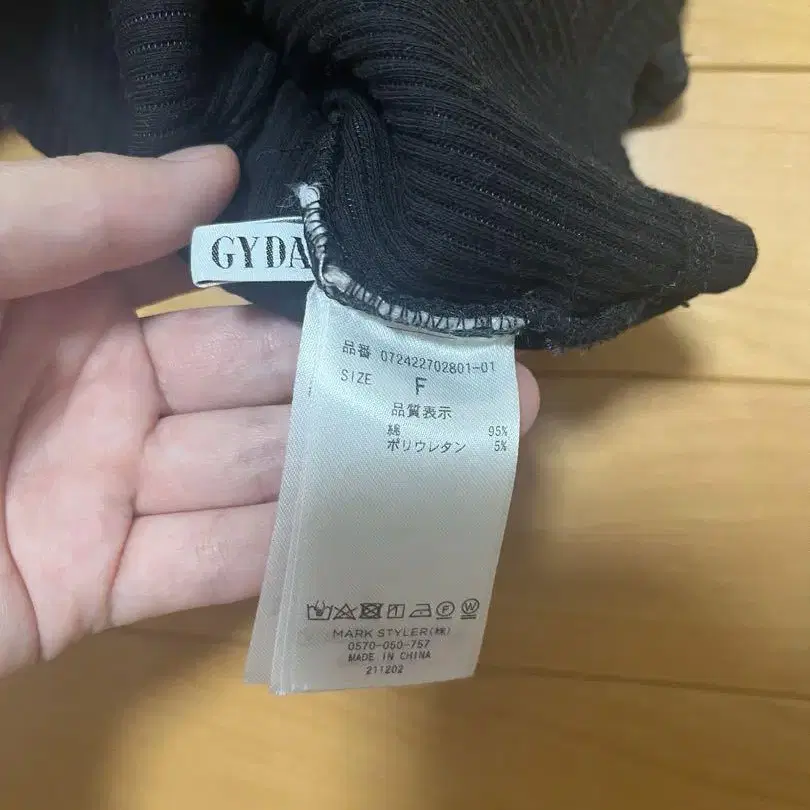 GYDA
品番 072422702801-01
SIZE F
品質表示
綿 95%
ポリウレタン 5%
MARK STYLER(株)
0570-050-757
MADE IN CHINA
211202